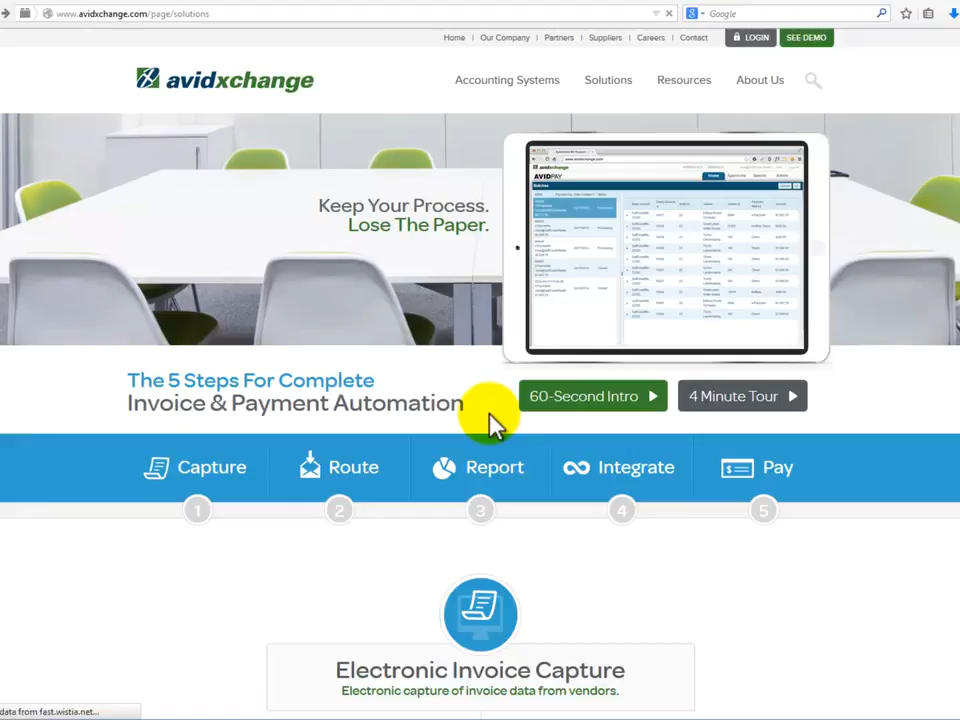 www.avidxchange.com/page/solutions
Google
Home | Our Company | Partners | Suppliers | Careers | Contact
LOGIN
SEE DEMO
avidxchange
Accounting Systems
Solutions
Resources
About Us
Keep Your Process.
Lose The Paper.
avidxchange
AVIDPAY
Home
The 5 Steps For Complete
Invoice & Payment Automation
60-Second Intro
4 Minute Tour
Capture
Route
Report
Integrate
Pay
1
2
3
4
5
Electronic Invoice Capture
Electronic capture of invoice data from vendors.
data from fast.wistia.net...